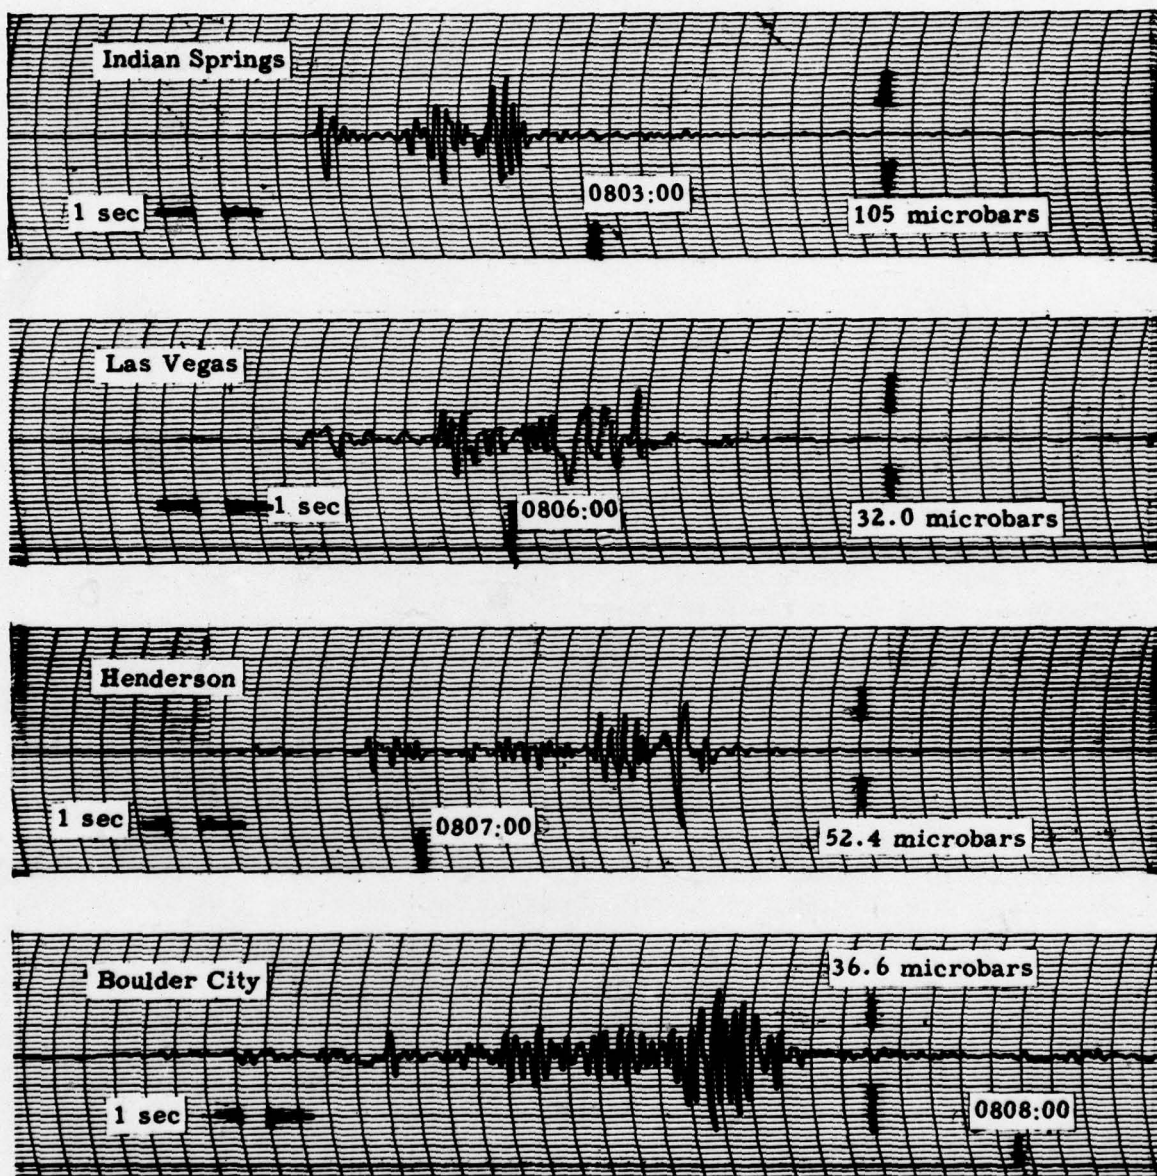 Indian Springs
1 sec
0803:00
105 microbars
Las Vegas
1 sec
0806:00
32.0 microbars
Henderson
1 sec
0807:00
52.4 microbars
Boulder City
36.6 microbars
1 sec
0808:00